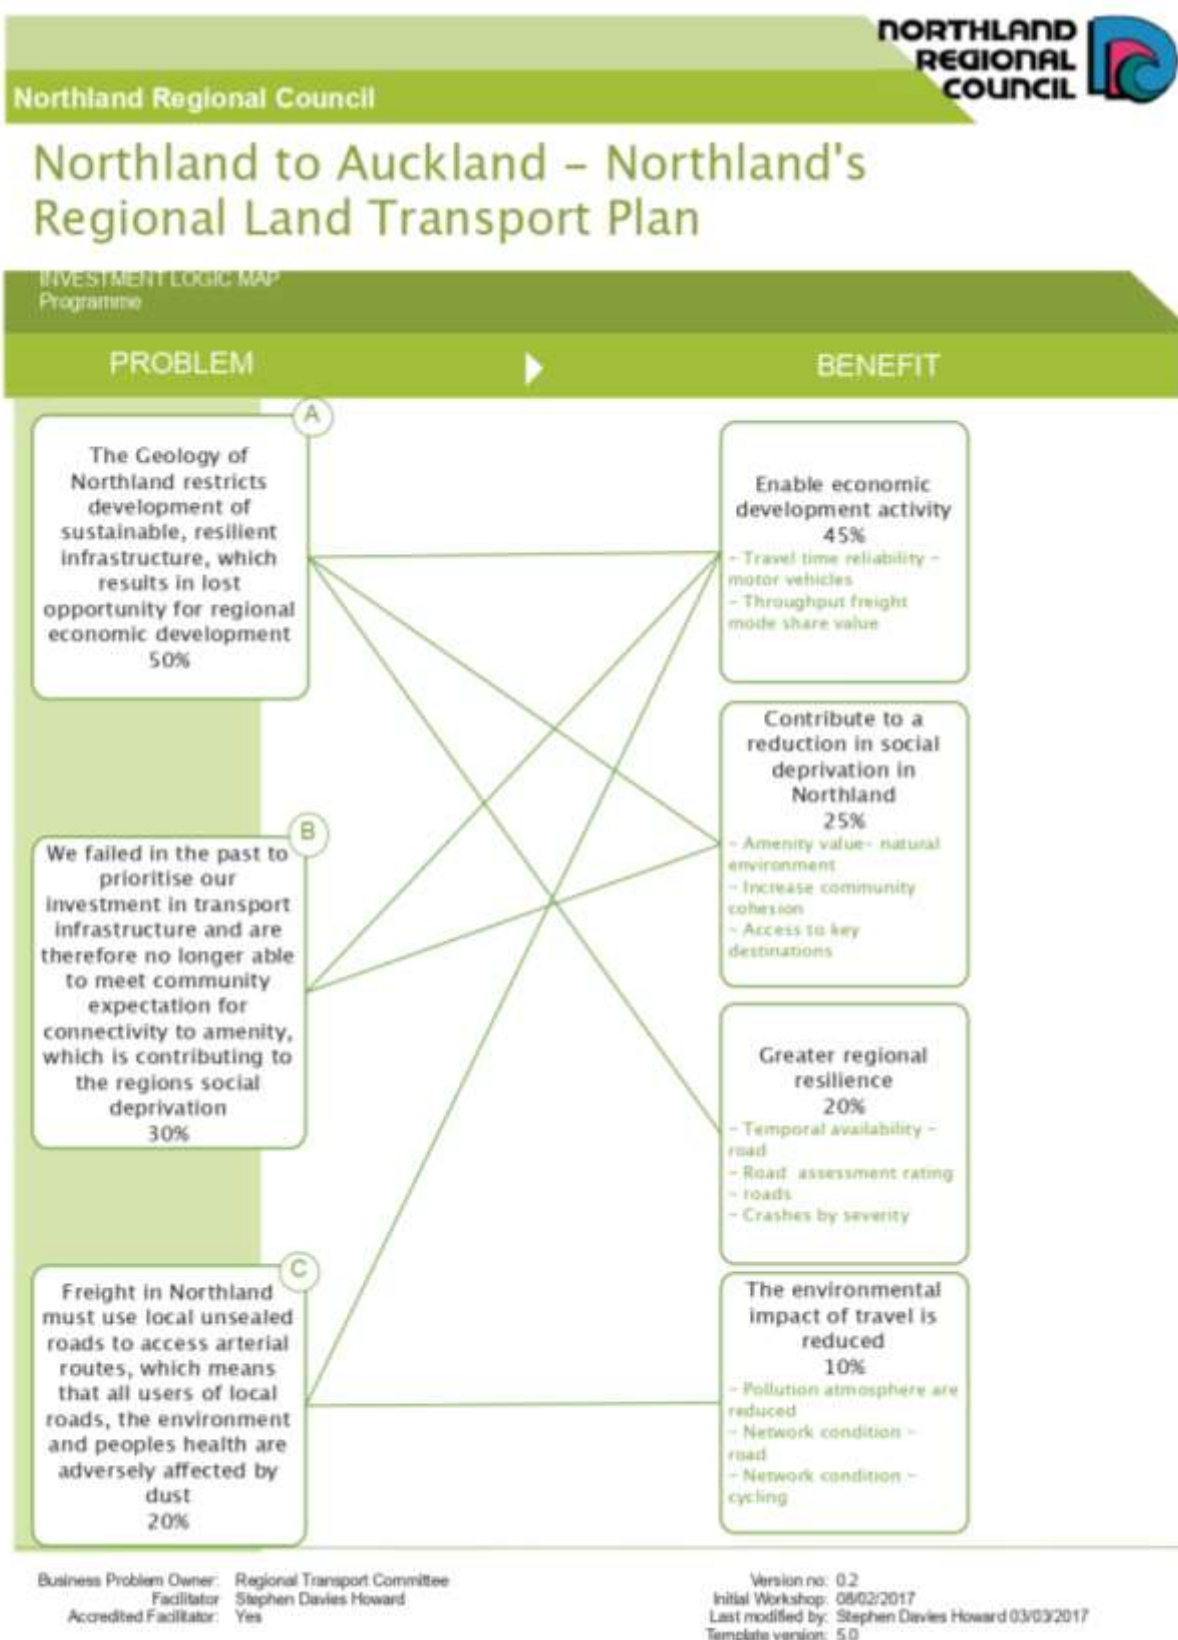 NORTHLAND
REGIONAL
COUNCIL
Northland Regional Council
Northland to Auckland – Northland's
Regional Land Transport Plan
INVESTMENT LOGIC MAP
Programme
PROBLEM
BENEFIT
A
The Geology of
Northland restricts
development of
sustainable, resilient
infrastructure, which
results in lost
opportunity for regional
economic development
50%
B
We failed in the past to
prioritise our
investment in transport
infrastructure and are
therefore no longer able
to meet community
expectation for
connectivity to amenity,
which is contributing to
the regions social
deprivation
30%
C
Freight in Northland
must use local unsealed
roads to access arterial
routes, which means
that all users of local
roads, the environment
and peoples health are
adversely affected by
dust
20%
Enable economic
development activity
45%
- Travel time reliability -
motor vehicles
- Throughput freight
mode share value
Contribute to a
reduction in social
deprivation in
Northland
25%
- Amenity value- natural
environment
- Increase community
cohesion
- Access to key
destinations
Greater regional
resilience
20%
- Temporal availability -
road
- Road assessment rating
- roads
- Crashes by severity
The environmental
impact of travel is
reduced
10%
- Pollution atmosphere are
reduced
- Network condition -
road
- Network condition -
cycling
Business Problem Owner: Regional Transport Committee
Facilitator Stephen Davies Howard
Accredited Facilitator: Yes
Version no: 0.2
Initial Workshop: 08/02/2017
Last modified by: Stephen Davies Howard 03/03/2017
Template version: 5.0